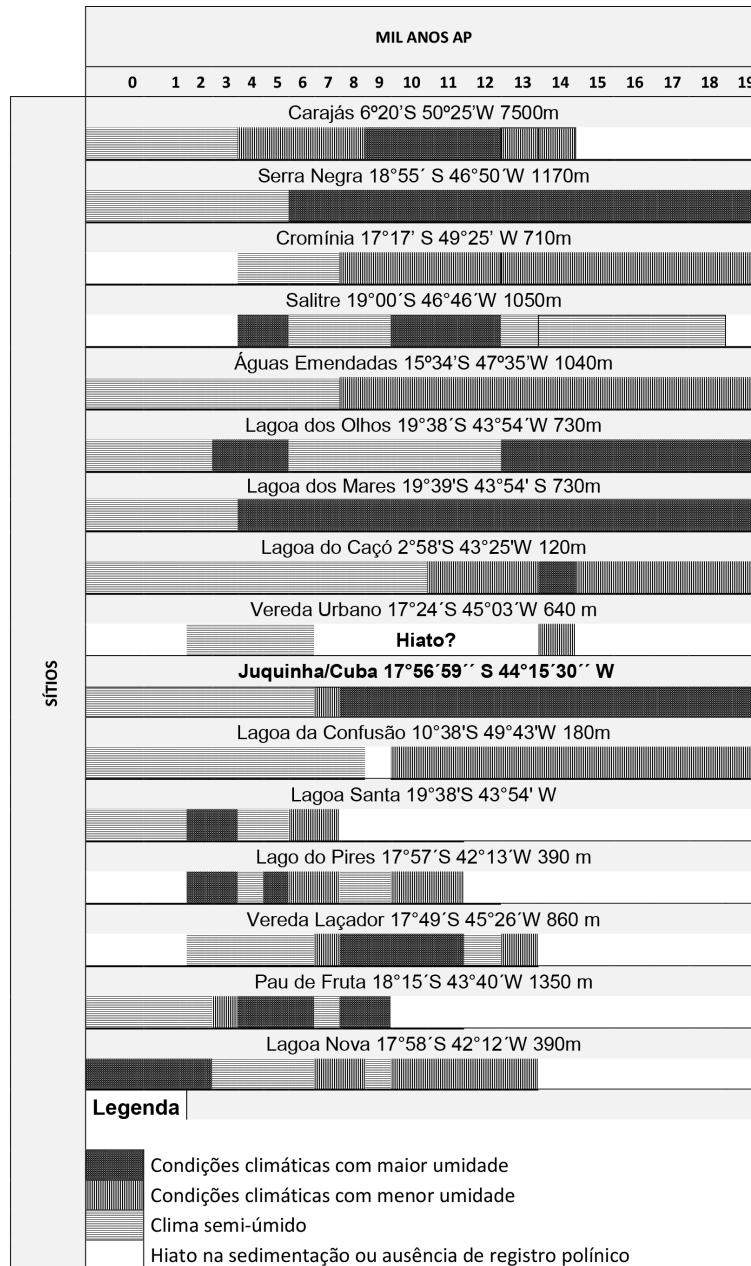 MIL ANOS AP
0 1 2 3 4 5 6 7 8 9 10 11 12 13 14 15 16 17 18 19
SÍTIOS
Carajás 6º20’S 50º25’W 7500m
Serra Negra 18°55´ S 46°50´W 1170m
Cromínia 17°17’ S 49°25’ W 710m
Salitre 19°00´S 46°46´W 1050m
Águas Emendadas 15º34’S 47º35’W 1040m
Lagoa dos Olhos 19°38´S 43°54´W 730m
Lagoa dos Mares 19°39'S 43°54' S 730m
Lagoa do Caçó 2°58'S 43°25'W 120m
Vereda Urbano 17°24´S 45°03´W 640 m
Hiato?
Juquinha/Cuba 17°56´59´´ S 44°15´30´´ W
Lagoa da Confusão 10°38'S 49°43'W 180m
Lagoa Santa 19°38'S 43°54' W
Lago do Pires 17°57´S 42°13´W 390 m
Vereda Laçador 17°49´S 45°26´W 860 m
Pau de Fruta 18°15´S 43°40´W 1350 m
Lagoa Nova 17°58´S 42°12´W 390m
Legenda
Condições climáticas com maior umidade
Condições climáticas com menor umidade
Clima semi-úmido
Hiato na sedimentação ou ausência de registro polínico